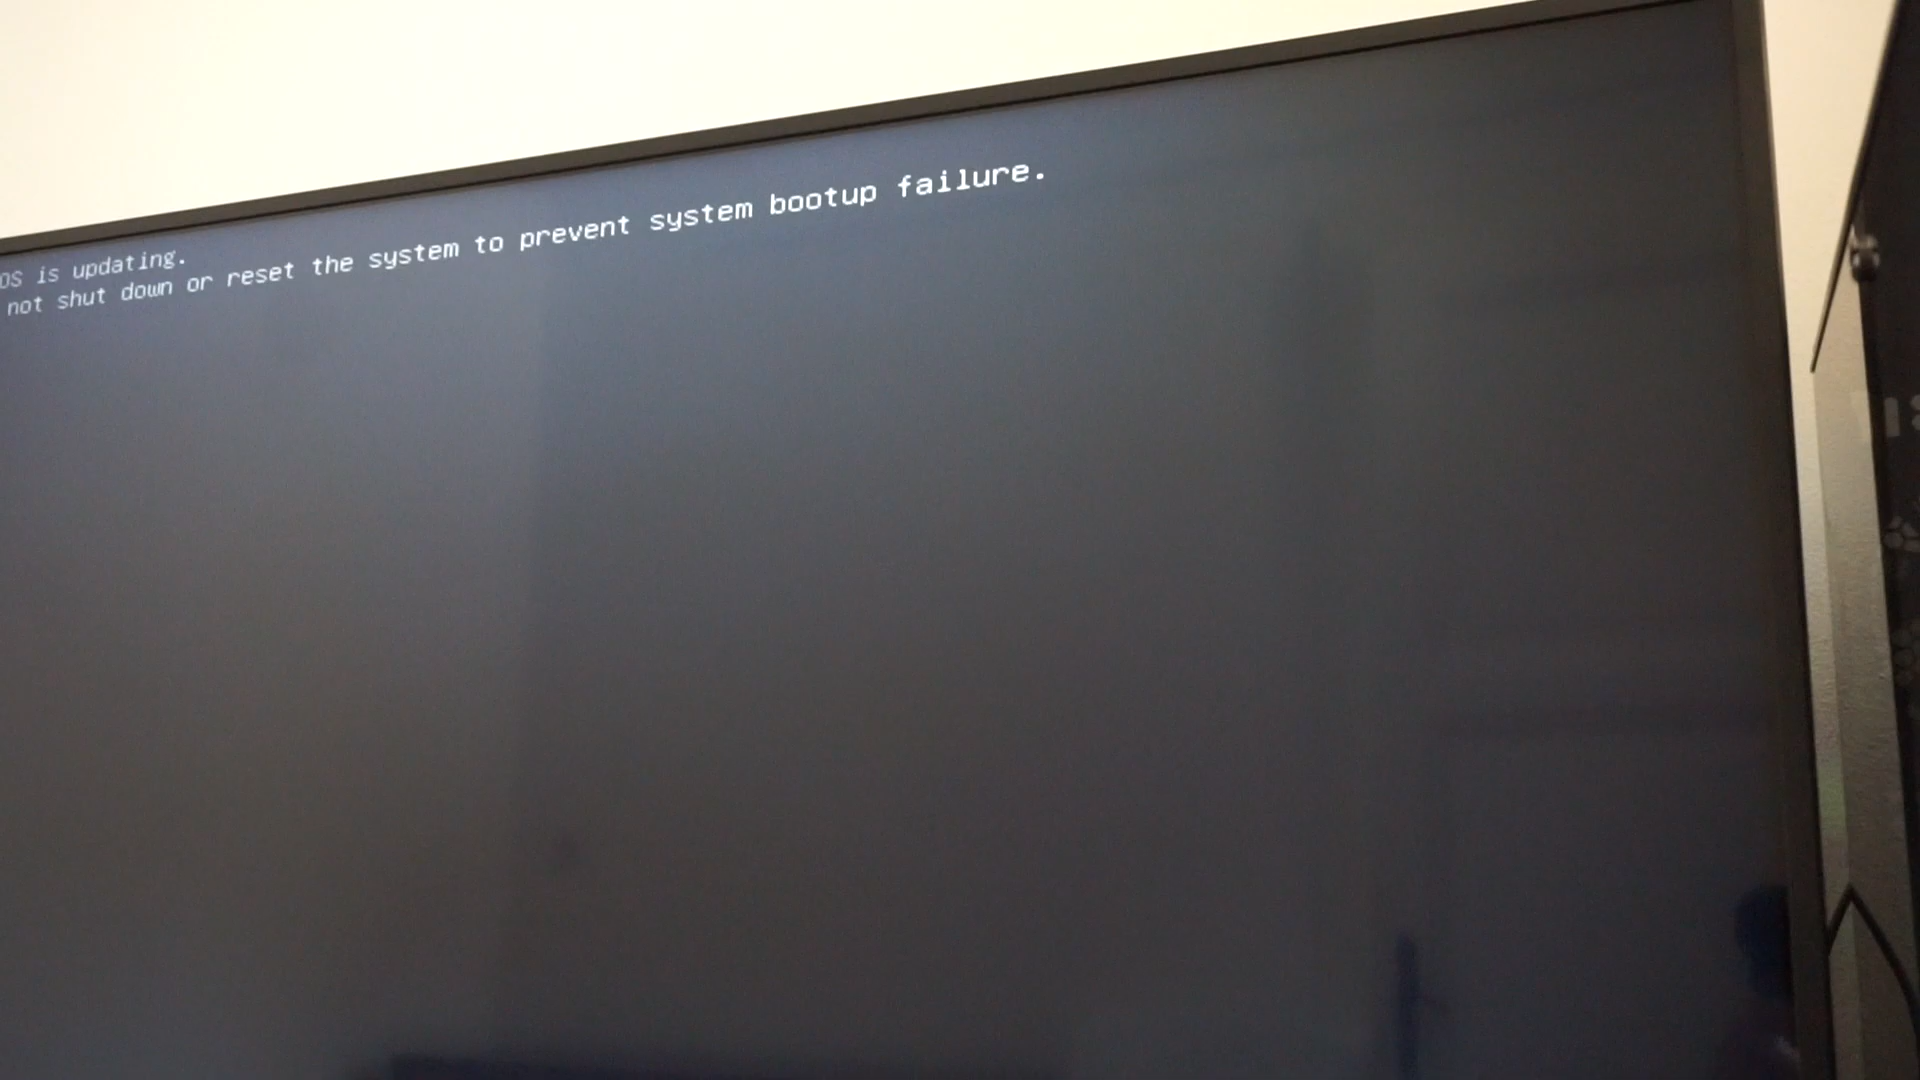 OS is updating.
not shut down or reset the system to prevent system bootup failure.